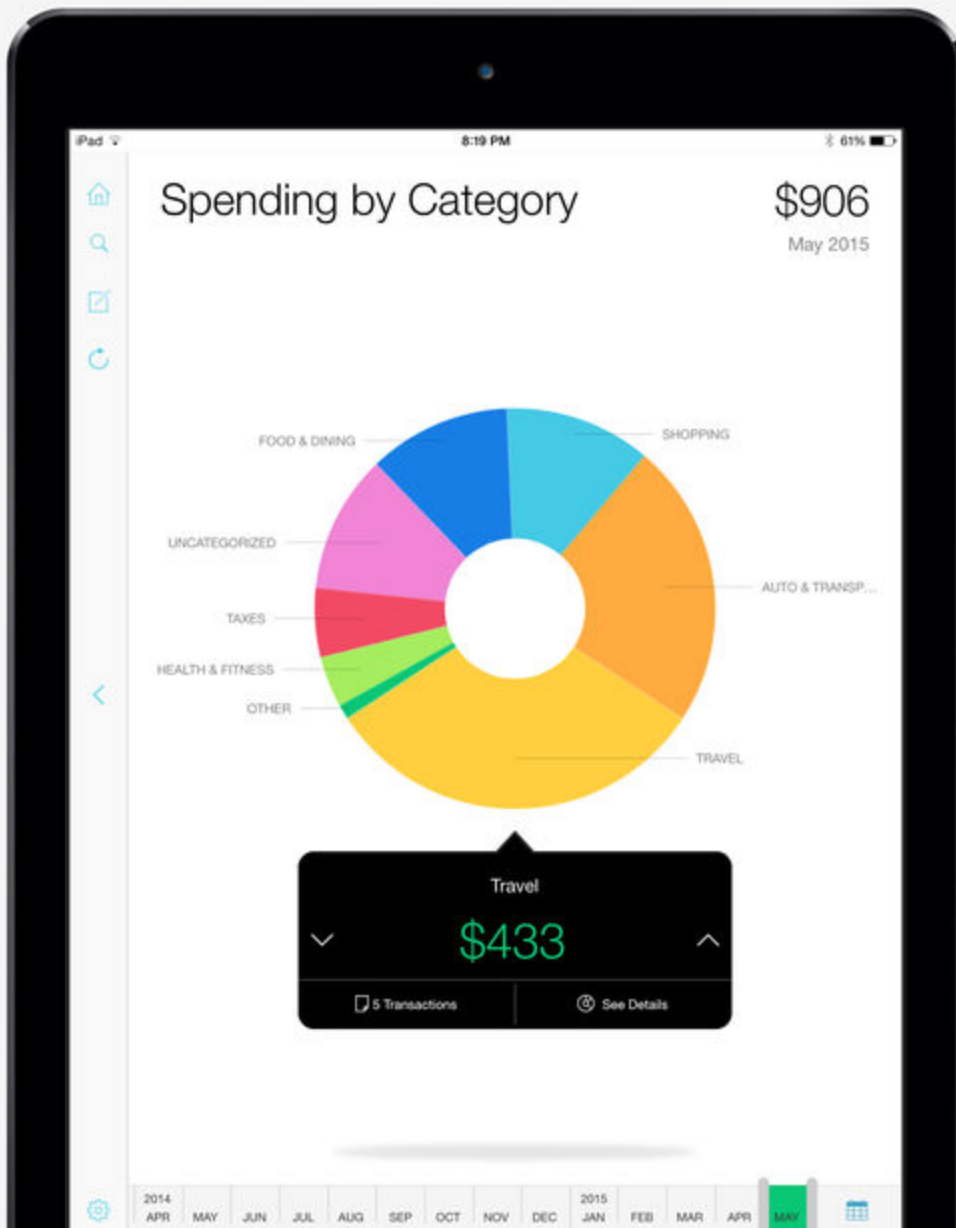 iPad
8:19 PM
61%
Spending by Category
$906
May 2015
FOOD & DINING
SHOPPING
UNCATEGORIZED
AUTO & TRANSP...
TAXES
HEALTH & FITNESS
OTHER
TRAVEL
Travel
$433
5 Transactions
See Details
2014
2015
APR MAY JUN JUL AUG SEP OCT NOV DEC JAN FEB MAR APR MAY